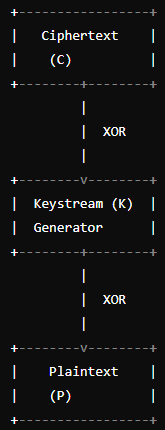 Ciphertext
(C)
XOR
Keystream (K)
Generator
XOR
Plaintext
(P)